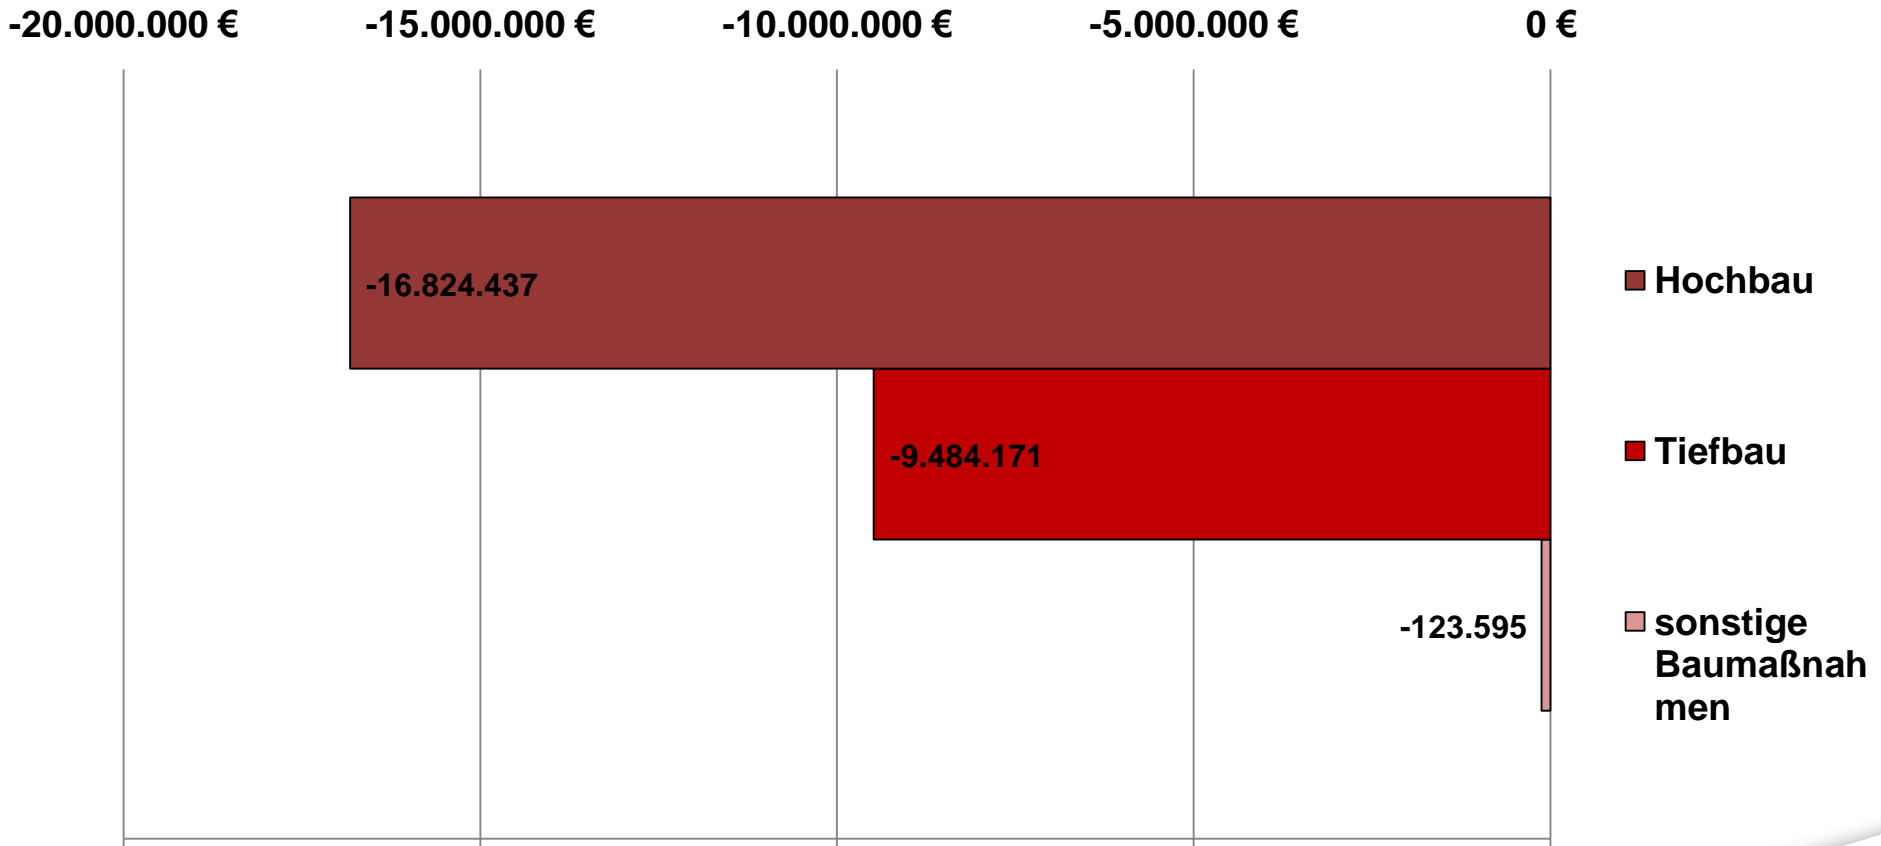 -20.000.000 €
-15.000.000 €
-10.000.000 €
-5.000.000 €
0 €
-16.824.437
Hochbau
-9.484.171
Tiefbau
-123.595
sonstige
Baumaßnah
men